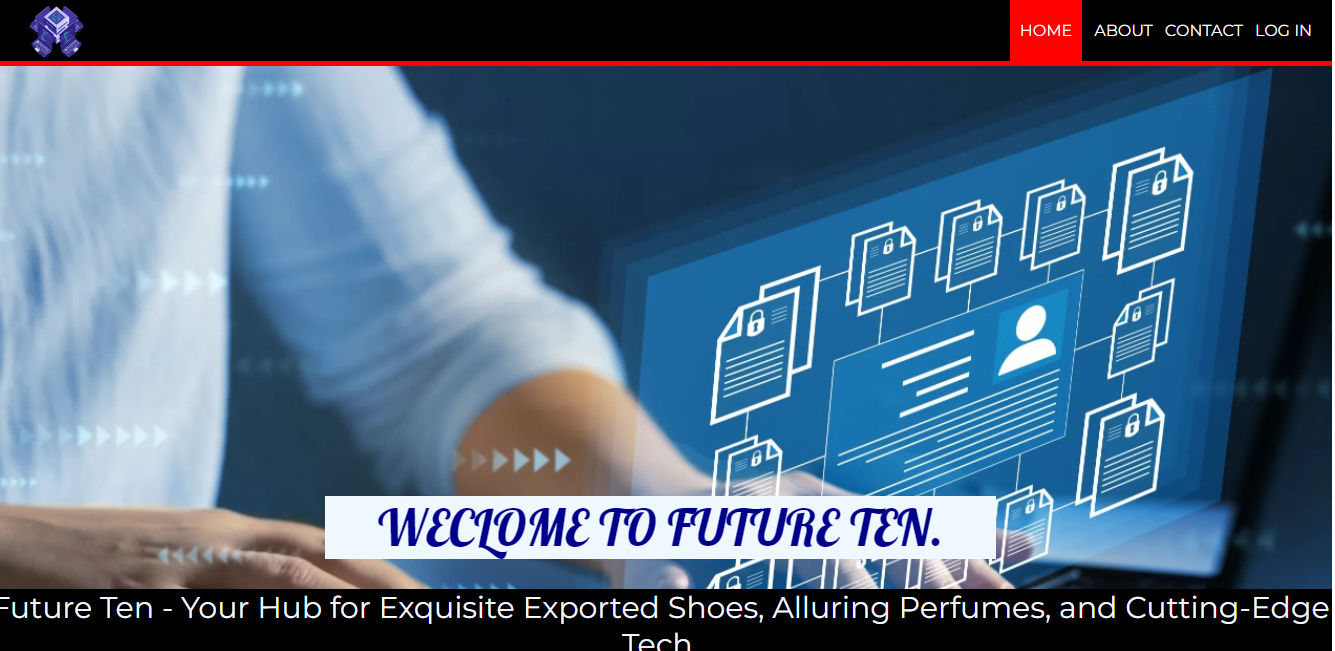 HOME ABOUT CONTACT LOG IN
WECLOME TO FUTURE TEN.
Future Ten - Your Hub for Exquisite Exported Shoes, Alluring Perfumes, and Cutting-Edge
Tech